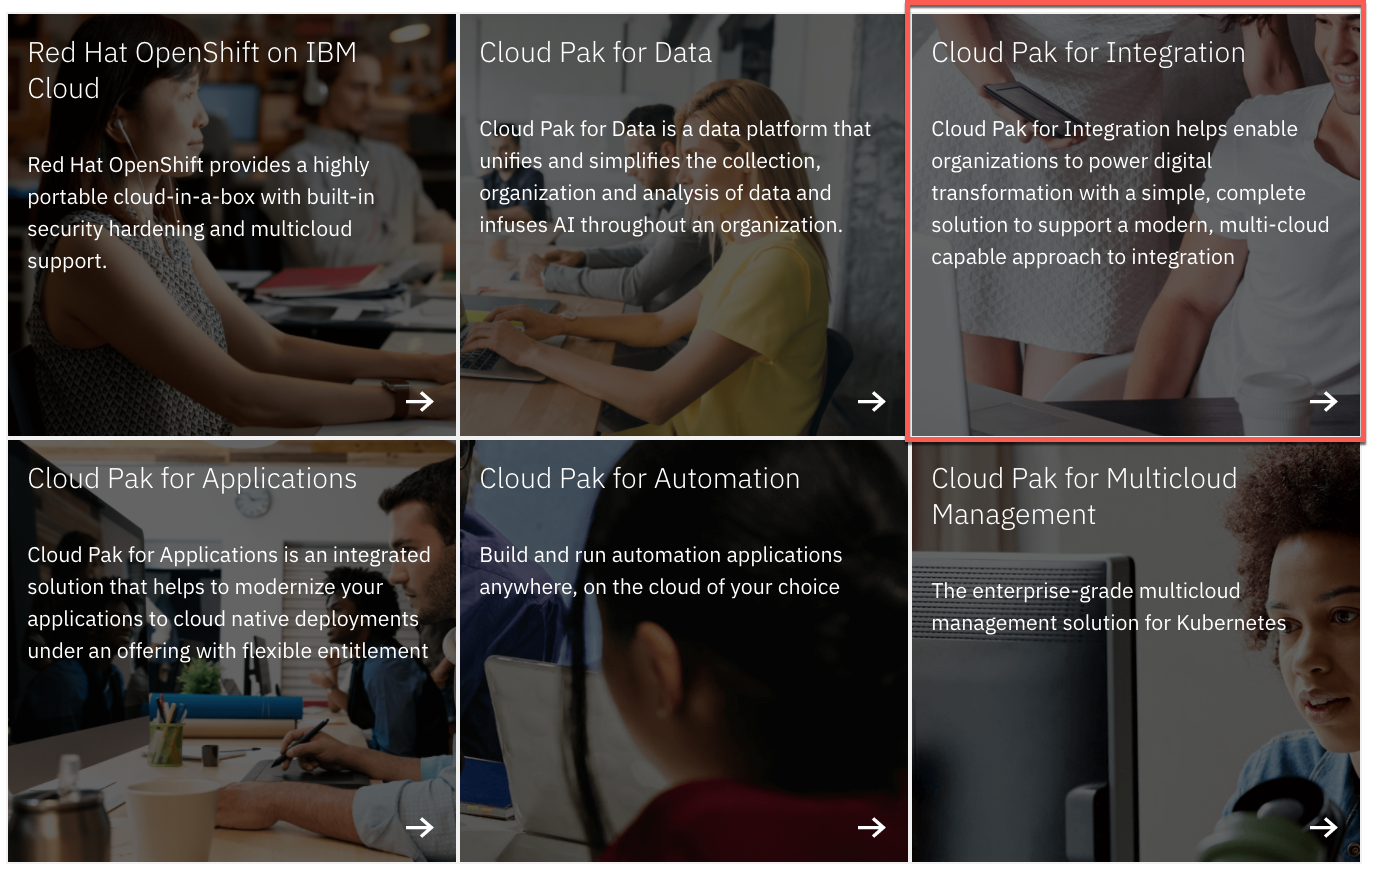 Red Hat OpenShift on IBM
Cloud
Red Hat OpenShift provides a highly
portable cloud-in-a-box with built-in
security hardening and multicloud
support.
Cloud Pak for Data
Cloud Pak for Data is a data platform that
unifies and simplifies the collection,
organization and analysis of data and
infuses AI throughout an organization.
Cloud Pak for Integration
Cloud Pak for Integration helps enable
organizations to power digital
transformation with a simple, complete
solution to support a modern, multi-cloud
capable approach to integration
Cloud Pak for Applications
Cloud Pak for Applications is an integrated
solution that helps to modernize your
applications to cloud native deployments
under an offering with flexible entitlement
Cloud Pak for Automation
Build and run automation applications
anywhere, on the cloud of your choice
Cloud Pak for Multicloud
Management
The enterprise-grade multicloud
management solution for Kubernetes